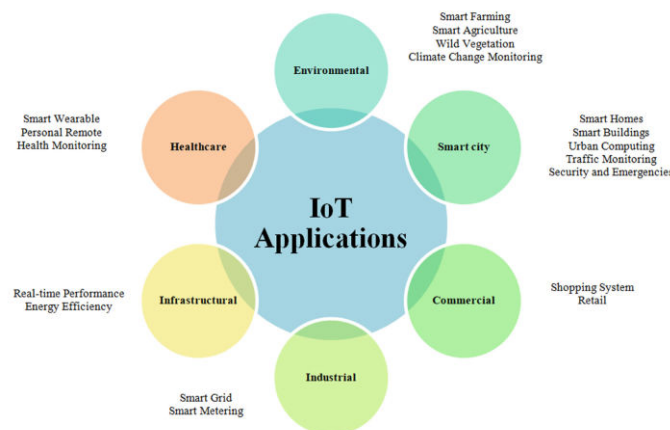 Smart Farming
Smart Agriculture
Wild Vegetation
Climate Change Monitoring
Environmental
Smart Wearable
Personal Remote
Health Monitoring
Healthcare
Smart city
Smart Homes
Smart Buildings
Urban Computing
Traffic Monitoring
Security and Emergencies
IoT
Applications
Real-time Performance
Energy Efficiency
Infrastructural
Commercial
Shopping System
Retail
Industrial
Smart Grid
Smart Metering